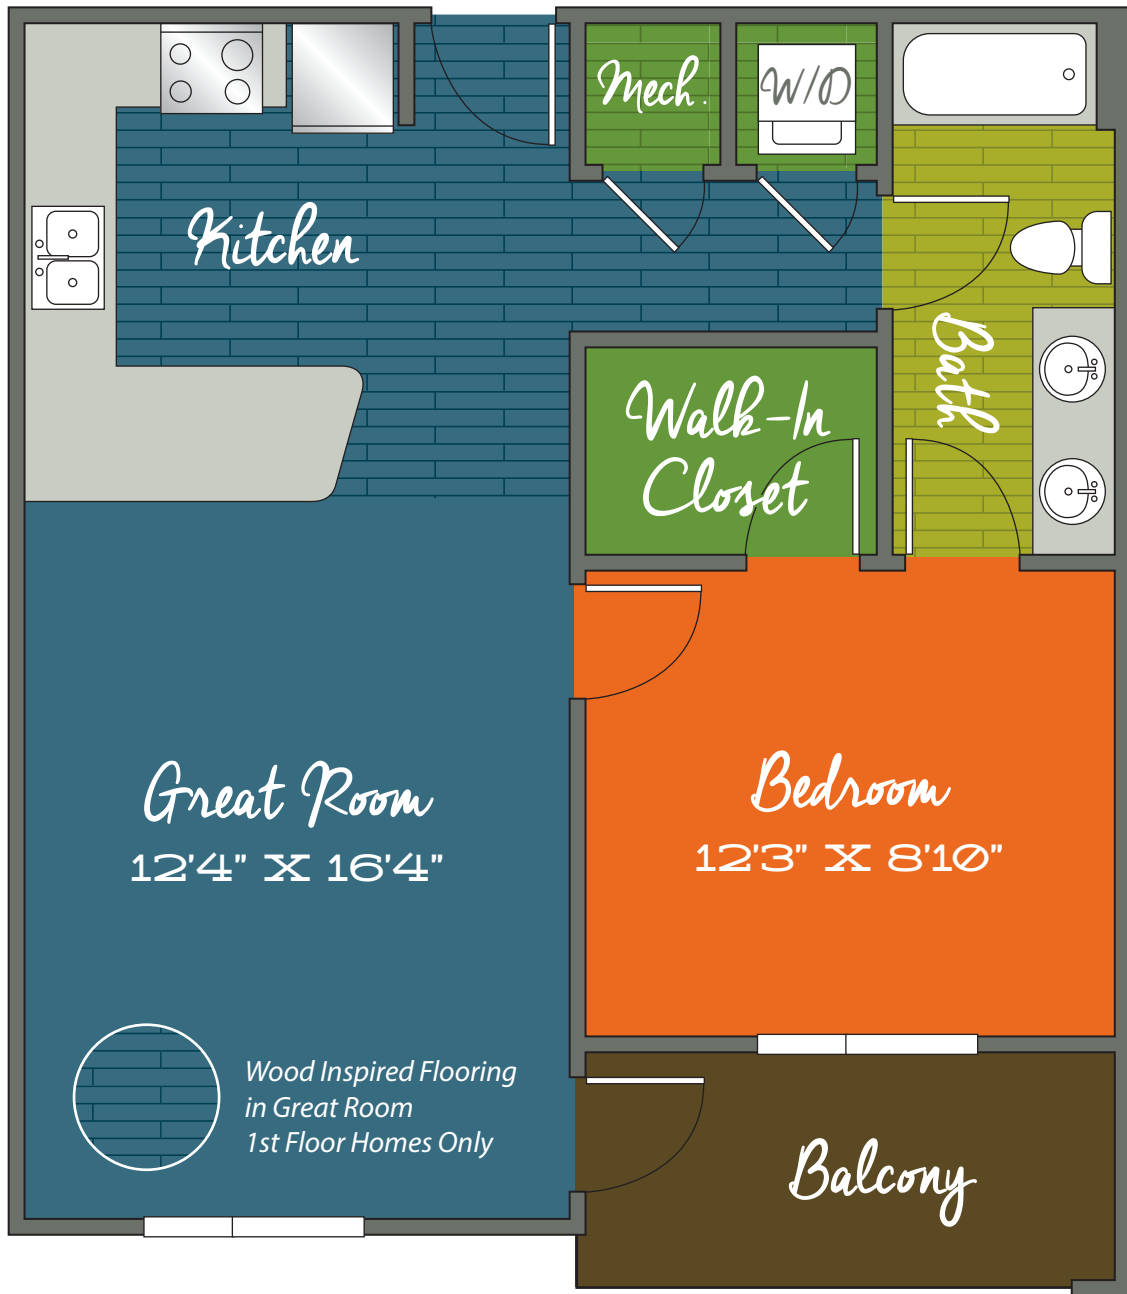 Mech.
W/D
Kitchen
Bath
Walk-In
Closet
Great Room
12'4" X 16'4"
Bedroom
12'3" X 8'10"
Wood Inspired Flooring
in Great Room
1st Floor Homes Only
Balcony